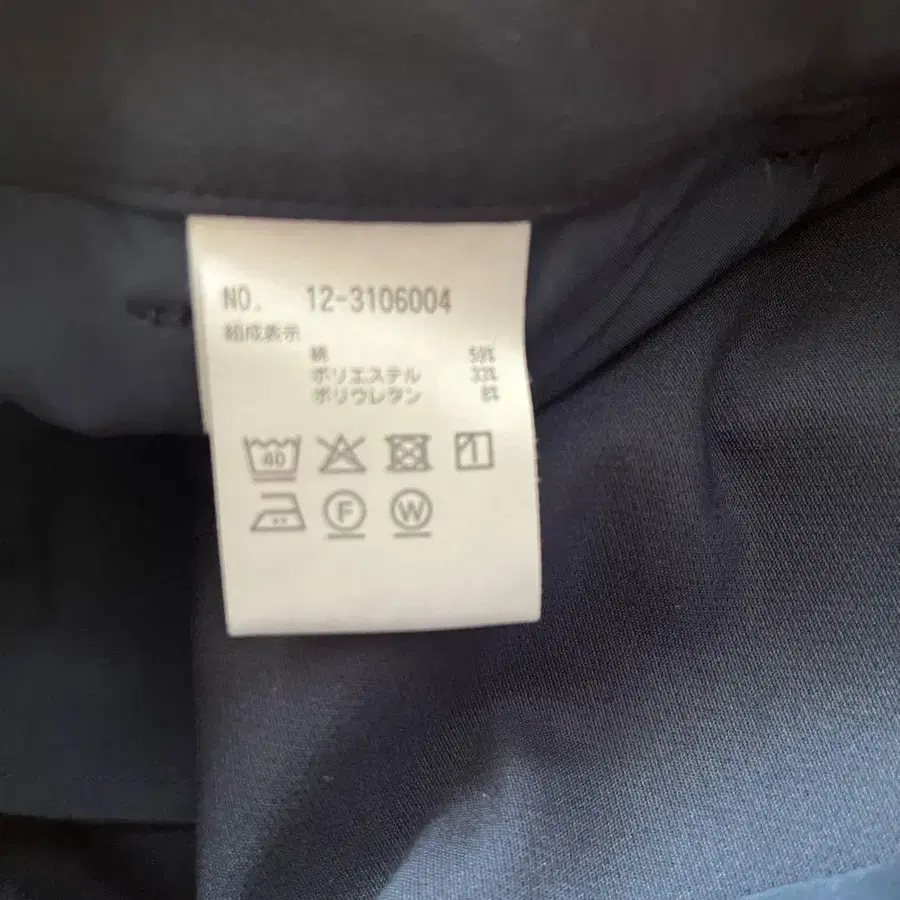 NO. 12-3106004
組成表示
綿 59%
ポリエステル 33%
ポリウレタン 8%
40
F W